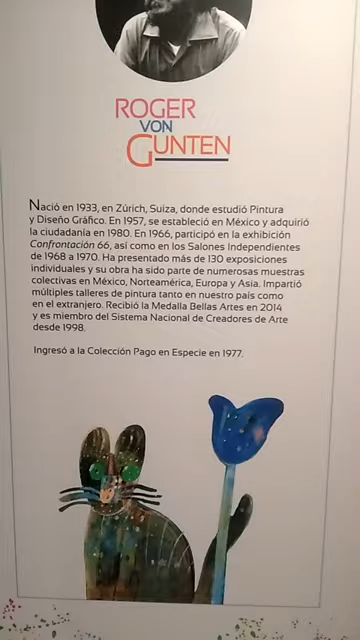 ROGER
VON
GUNTEN
Nació en 1933, en Zúrich, Suiza, donde estudió Pintura
y Diseño Gráfico. En 1957, se estableció en México y adquirió
la ciudadanía en 1980. En 1966, participó en la exhibición
Confrontación 66, así como en los Salones Independientes
de 1968 a 1970. Ha presentado más de 130 exposiciones
individuales y su obra ha sido parte de numerosas muestras
colectivas en México, Norteamérica, Europa y Asia. Impartió
múltiples talleres de pintura tanto en nuestro país como
en el extranjero. Recibió la Medalla Bellas Artes en 2014
y es miembro del Sistema Nacional de Creadores de Arte
desde 1998.
Ingresó a la Colección Pago en Especie en 1977.